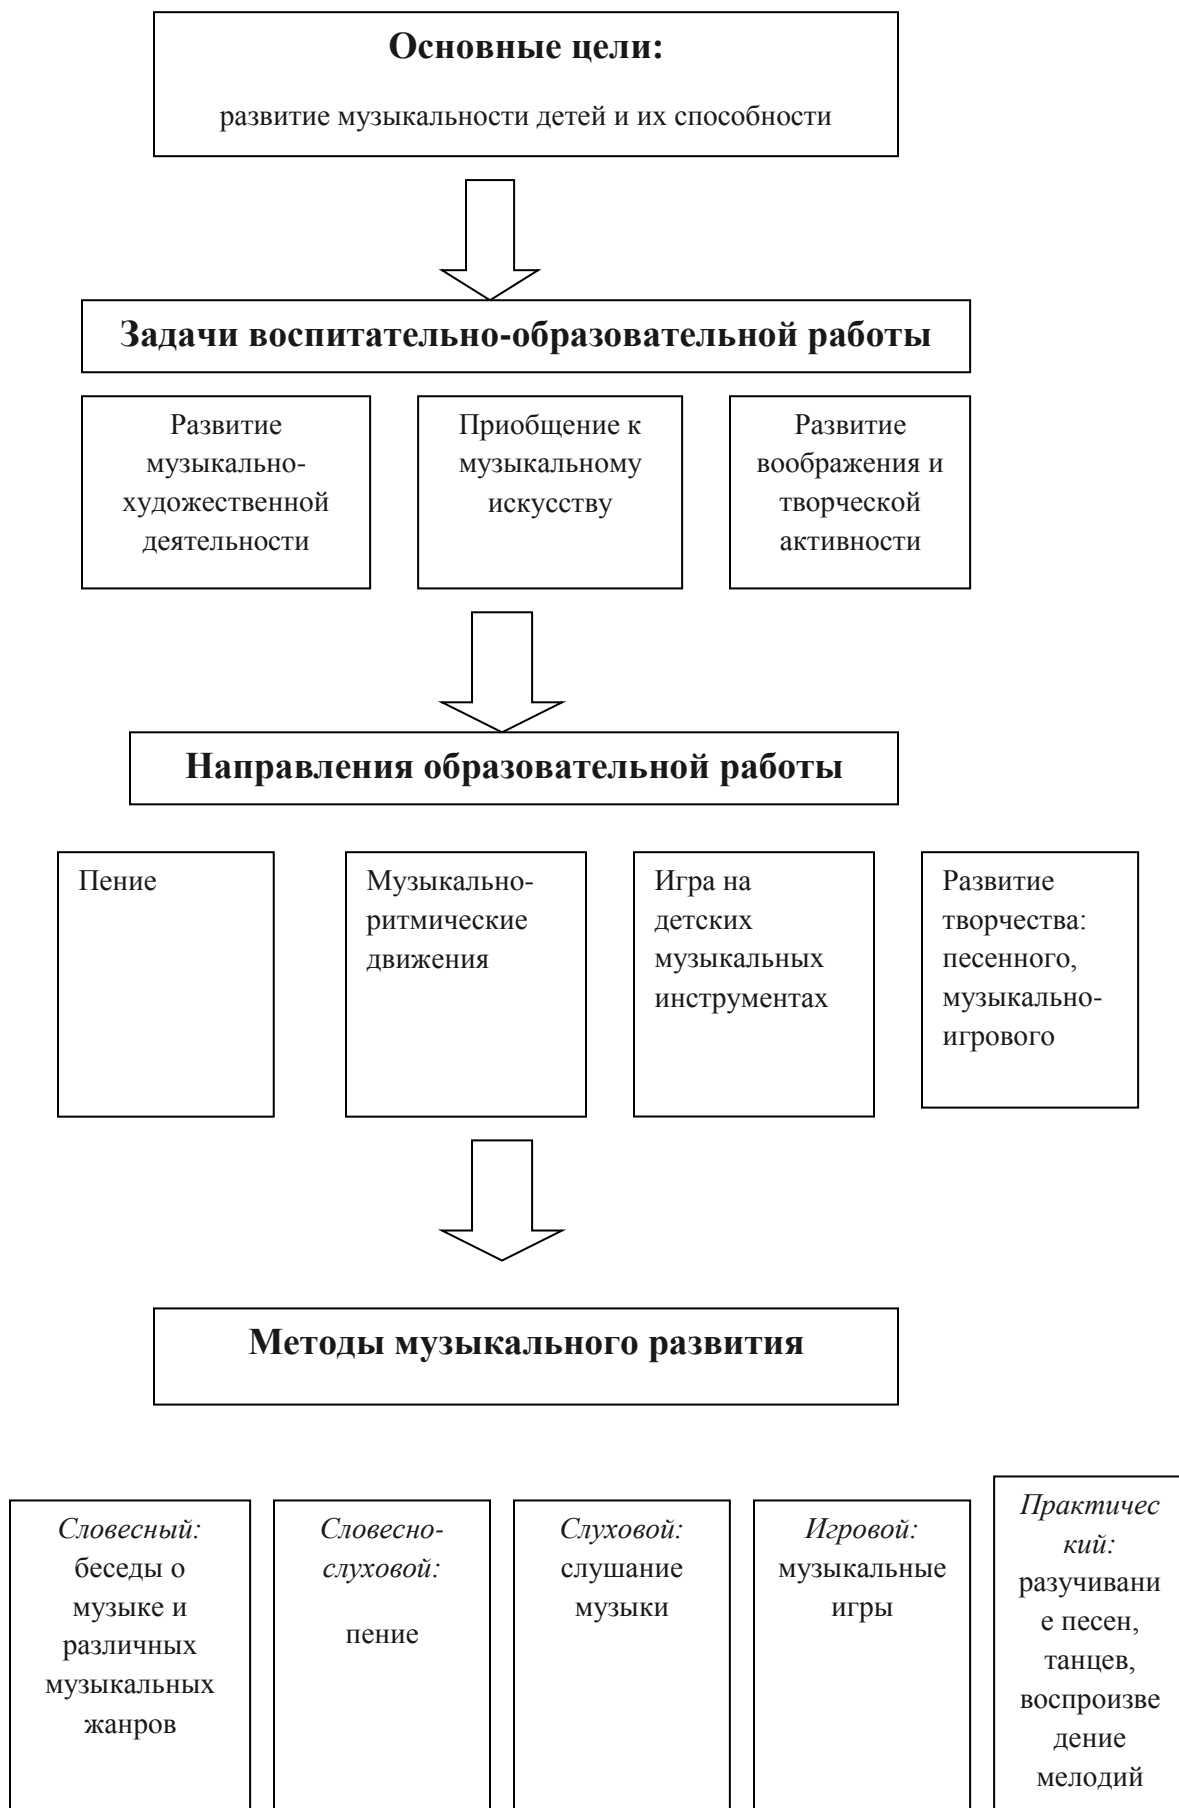 Основные цели:
развитие музыкальности детей и их способности
Задачи воспитательно-образовательной работы
Развитие
музыкально-
художественной
деятельности
Приобщение к
музыкальному
искусству
Развитие
воображения и
творческой
активности
Направления образовательной работы
Пение
Музыкально-
ритмические
движения
Игра на
детских
музыкальных
инструментах
Развитие
творчества:
песенного,
музыкально-
игрового
Методы музыкального развития
Словесный:
беседы о
музыке и
различных
музыкальных
жанров
Словесно-
слуховой:
пение
Слуховой:
слушание
музыки
Игровой:
музыкальные
игры
Практичес
кий:
разучивани
е песен,
танцев,
воспроизве
дение
мелодий